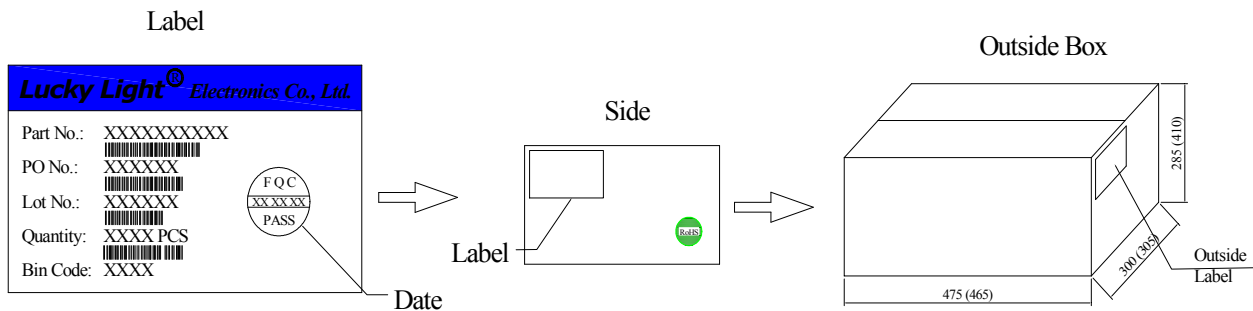 Label
Lucky Light® Electronics Co., Ltd.
Part No.: XXXXXXXXXX
PO No.: XXXXXX
Lot No.: XXXXXX
Quantity: XXXX PCS
Bin Code: XXXX
F Q C
XX XX XX
PASS
Date
Side
Label
RoHS
Outside Box
285 (410)
300 (305)
475 (465)
Outside
Label